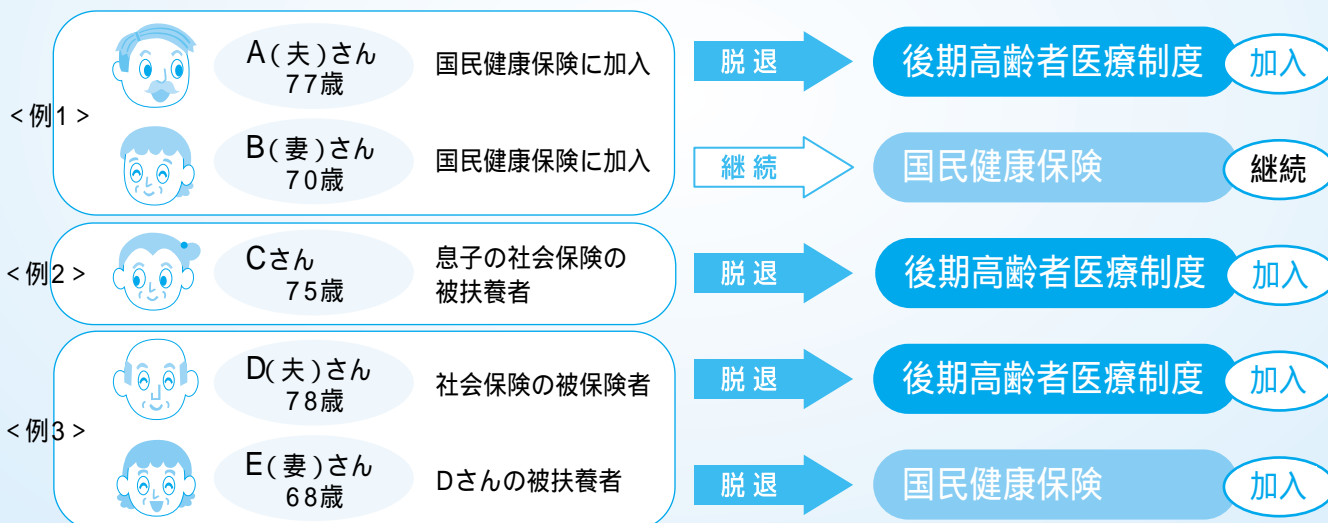 <例1>
A(夫)さん
77歳
国民健康保険に加入
脱退
後期高齢者医療制度
加入
B(妻)さん
70歳
国民健康保険に加入
継続
国民健康保険
継続
<例2>
Cさん
75歳
息子の社会保険の
被扶養者
脱退
後期高齢者医療制度
加入
<例3>
D(夫)さん
78歳
社会保険の被保険者
脱退
後期高齢者医療制度
加入
E(妻)さん
68歳
Dさんの被扶養者
脱退
国民健康保険
加入